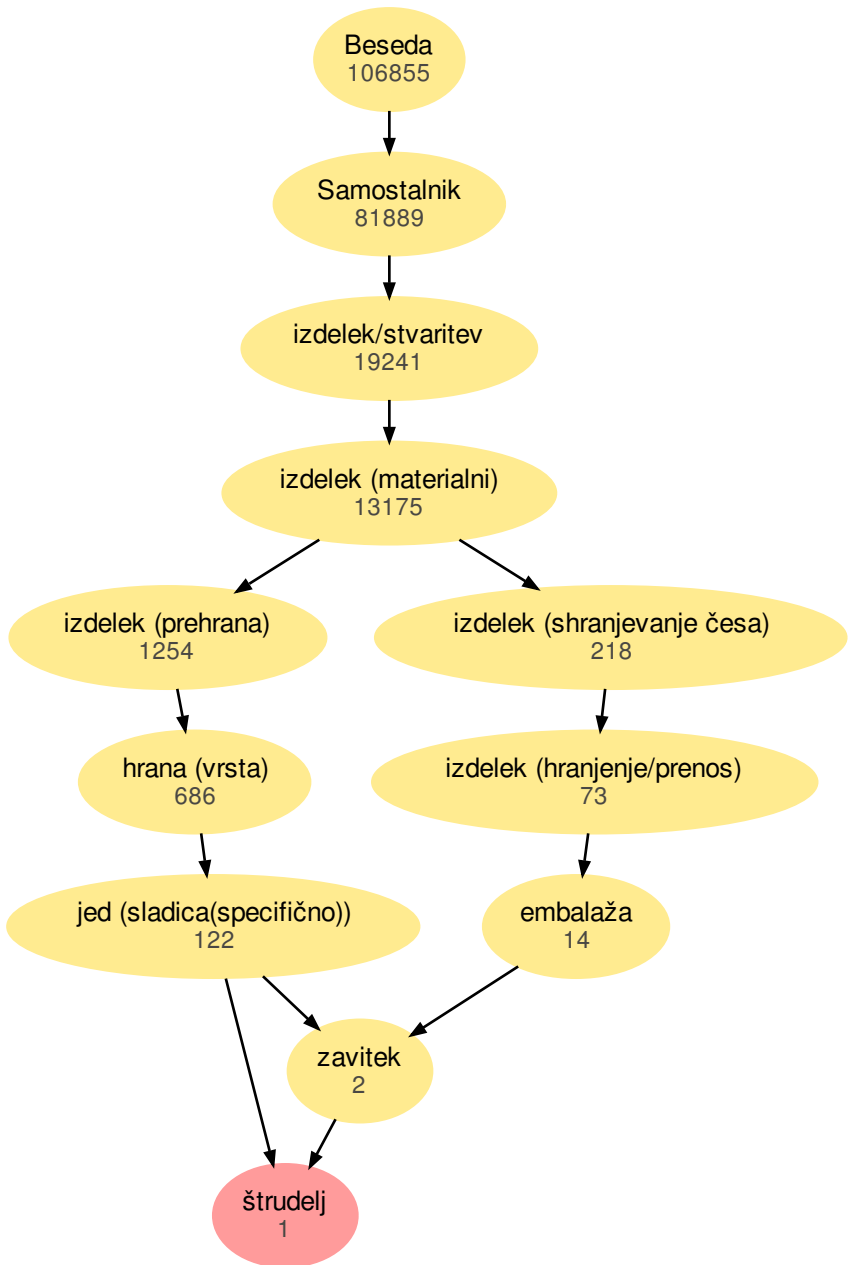 Beseda
106855
Samostalnik
81889
izdelek/stvaritev
19241
izdelek (materialni)
13175
izdelek (prehrana)
1254
izdelek (shranjevanje česa)
218
hrana (vrsta)
686
izdelek (hranjenje/prenos)
73
jed (sladica(specifično))
122
embalaža
14
zavitek
2
štrudelj
1